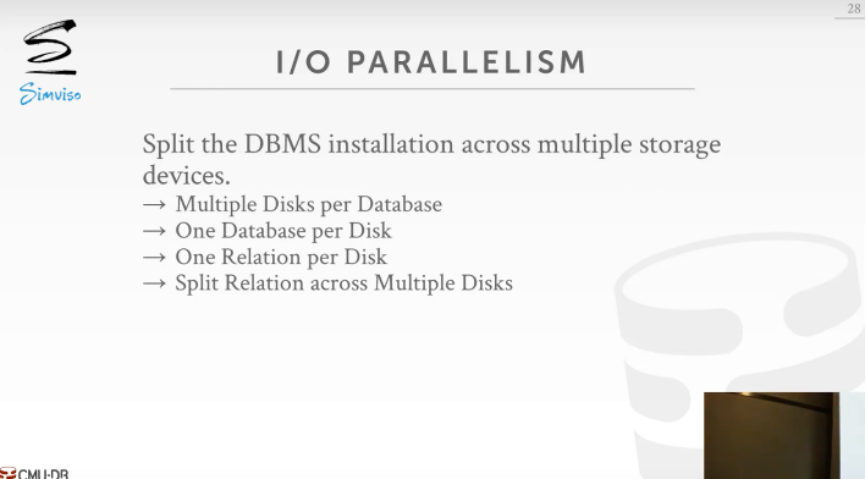 28
Simviso
I/O PARALLELISM
Split the DBMS installation across multiple storage
devices.
→ Multiple Disks per Database
→ One Database per Disk
→ One Relation per Disk
→ Split Relation across Multiple Disks
CMU·DB